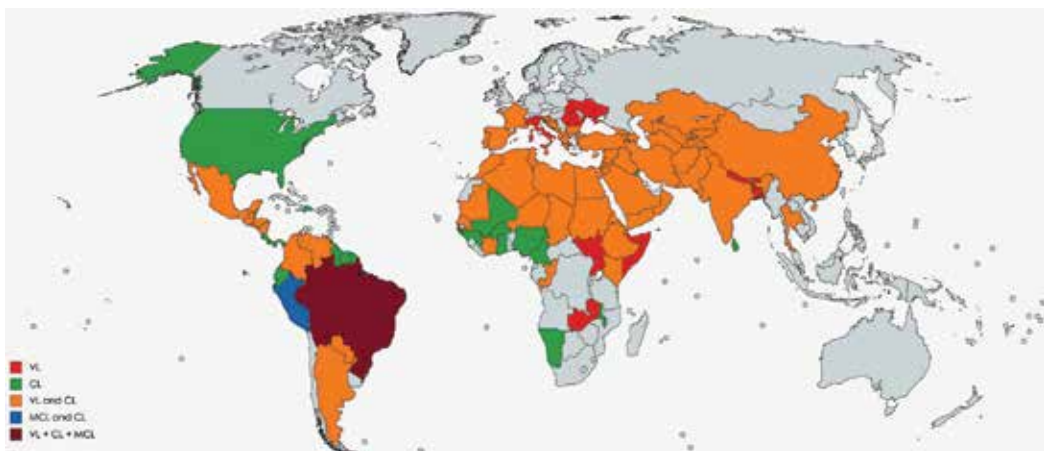 VL
CL
VL and CL
MCL and CL
VL + CL + MCL